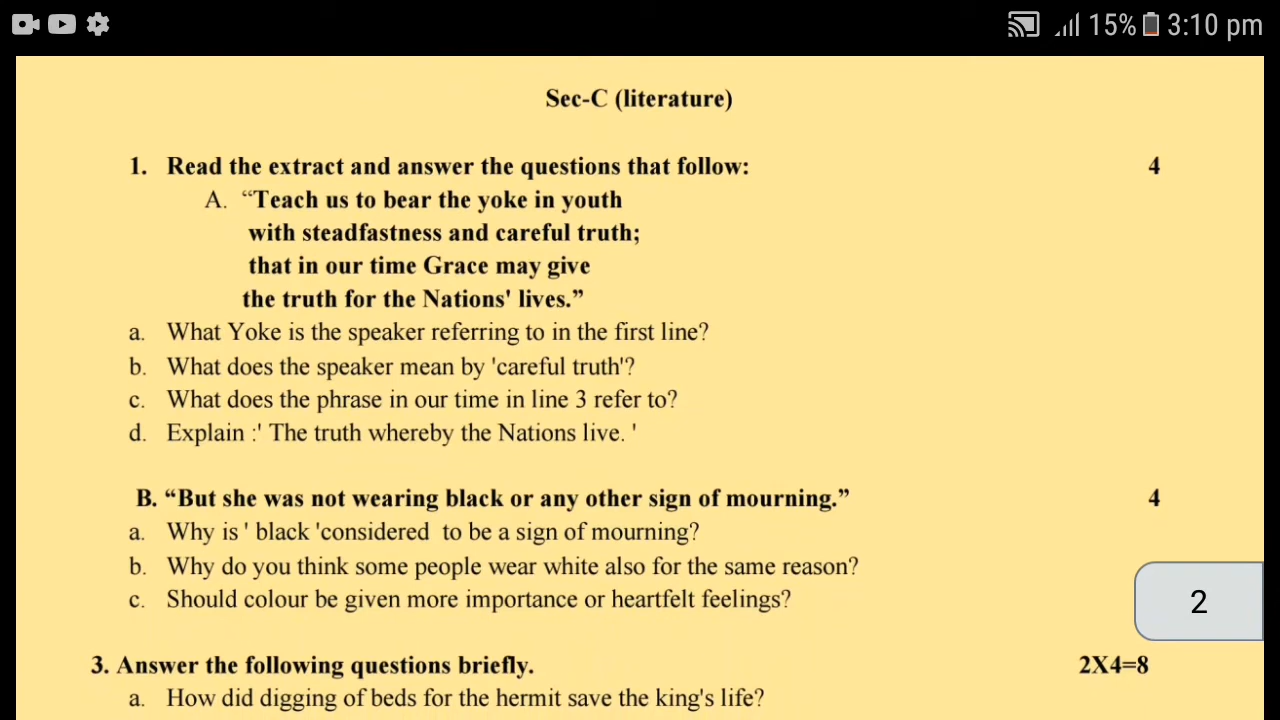 15% 3:10 pm
Sec-C (literature)
1. Read the extract and answer the questions that follow: 4
A. “Teach us to bear the yoke in youth
with steadfastness and careful truth;
that in our time Grace may give
the truth for the Nations' lives.”
a. What Yoke is the speaker referring to in the first line?
b. What does the speaker mean by 'careful truth'?
c. What does the phrase in our time in line 3 refer to?
d. Explain :' The truth whereby the Nations live. '
B. “But she was not wearing black or any other sign of mourning.” 4
a. Why is ' black 'considered to be a sign of mourning?
b. Why do you think some people wear white also for the same reason?
c. Should colour be given more importance or heartfelt feelings?
2
3. Answer the following questions briefly. 2X4=8
a. How did digging of beds for the hermit save the king's life?